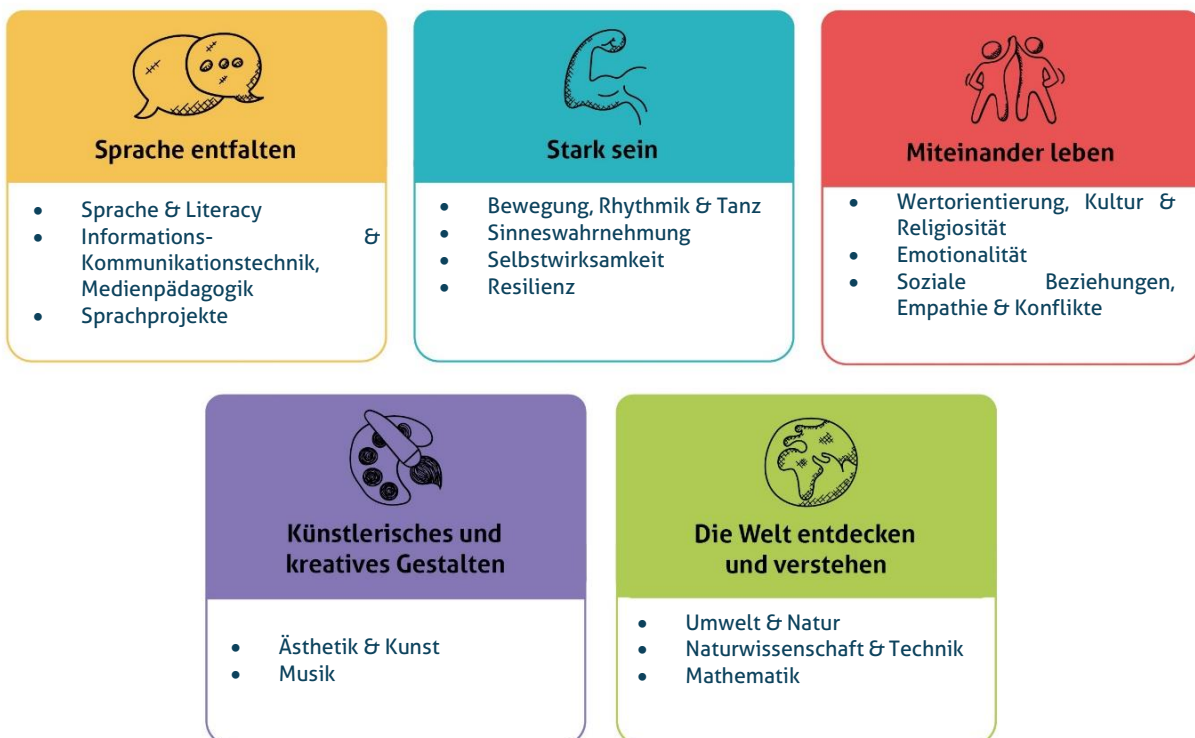 Sprache entfalten
• Sprache & Literacy
• Informations- &
Kommunikationstechnik,
Medienpädagogik
• Sprachprojekte
Stark sein
• Bewegung, Rhythmik & Tanz
• Sinneswahrnehmung
• Selbstwirksamkeit
• Resilienz
Miteinander leben
• Wertorientierung, Kultur &
Religiosität
• Emotionalität
• Soziale Beziehungen,
Empathie & Konflikte
Künstlerisches und
kreatives Gestalten
• Ästhetik & Kunst
• Musik
Die Welt entdecken
und verstehen
• Umwelt & Natur
• Naturwissenschaft & Technik
• Mathematik